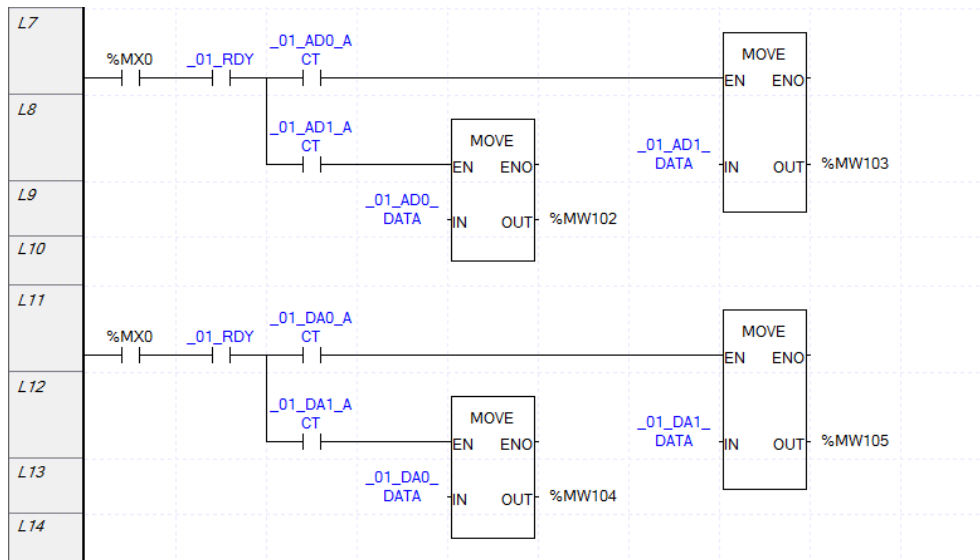 L7
_01_AD0_A
%MX0 _01_RDY CT MOVE
EN ENO
L8
_01_AD1_A
CT MOVE _01_AD1_
EN ENO DATA IN OUT %MW103
L9
_01_AD0_
DATA IN OUT %MW102
L10
L11
_01_DA0_A
%MX0 _01_RDY CT MOVE
EN ENO
L12
_01_DA1_A
CT MOVE _01_DA1_
EN ENO DATA IN OUT %MW105
L13
_01_DA0_
DATA IN OUT %MW104
L14